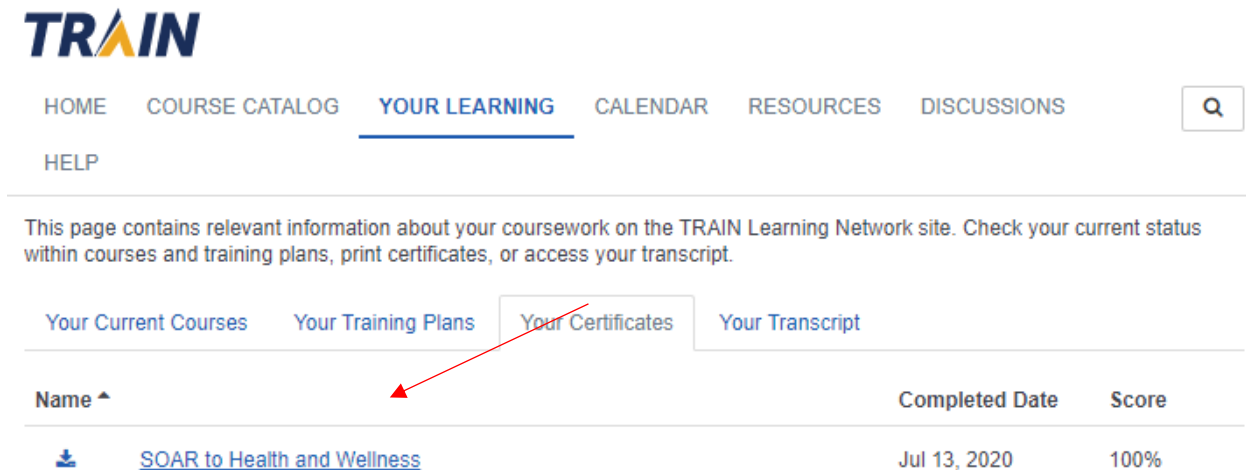 TRAIN
HOME COURSE CATALOG YOUR LEARNING CALENDAR RESOURCES DISCUSSIONS
HELP
This page contains relevant information about your coursework on the TRAIN Learning Network site. Check your current status
within courses and training plans, print certificates, or access your transcript.
Your Current Courses Your Training Plans Your Certificates Your Transcript
Name Completed Date Score
SOAR to Health and Wellness Jul 13, 2020 100%